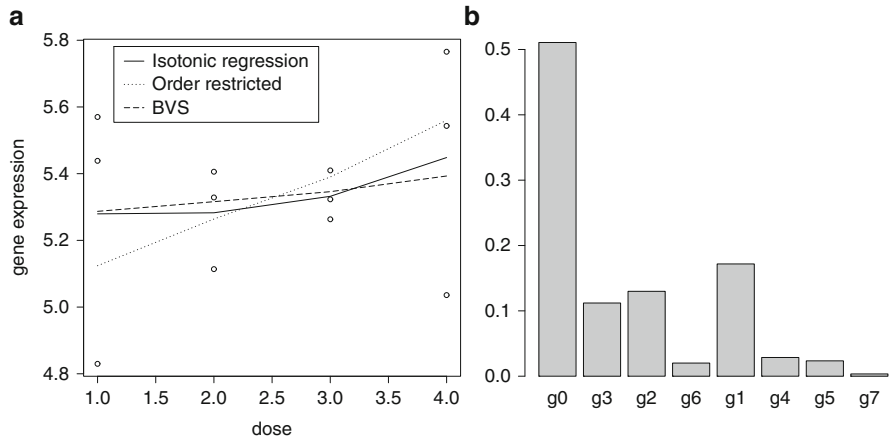 a
5.8
5.6
5.4
5.2
5.0
4.8
gene expression
Isotonic regression
Order restricted
BVS
1.0 1.5 2.0 2.5 3.0 3.5 4.0
dose
b
0.5
0.4
0.3
0.2
0.1
0.0
g0 g3 g2 g6 g1 g4 g5 g7